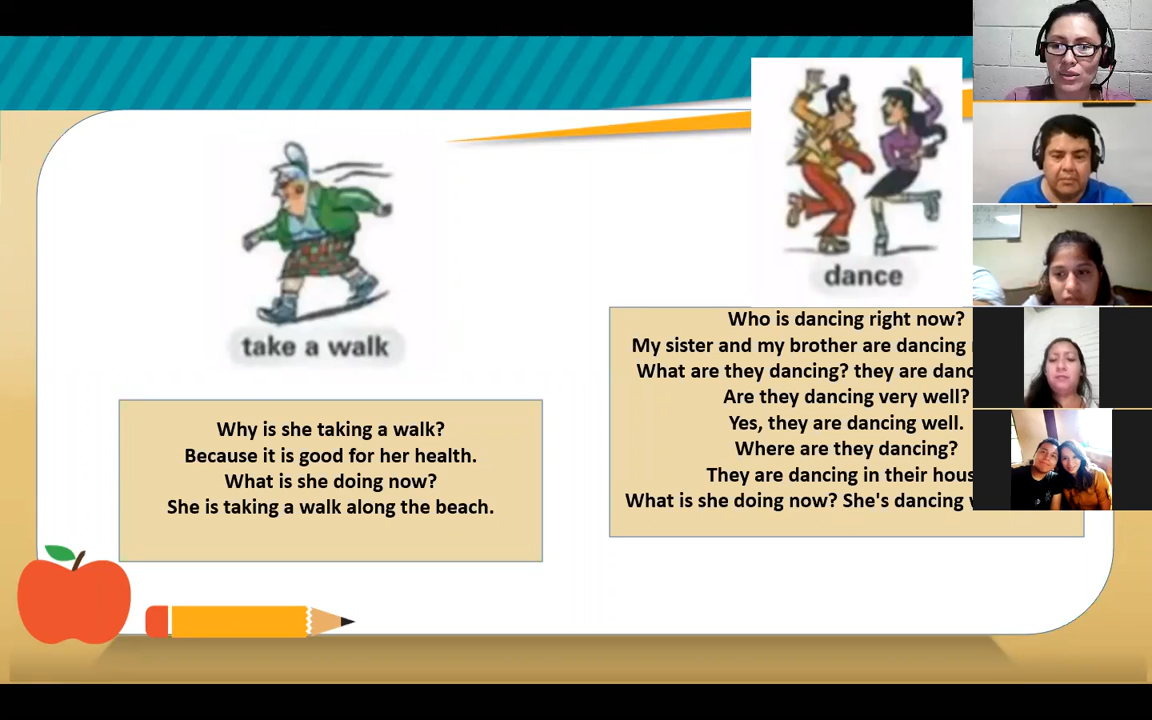 take a walk
Why is she taking a walk?
Because it is good for her health.
What is she doing now?
She is taking a walk along the beach.
dance
Who is dancing right now?
My sister and my brother are dancing
What are they dancing? they are
Are they dancing very well?
Yes, they are dancing well.
Where are they dancing?
They are dancing in their
What is she doing now? She's dancing